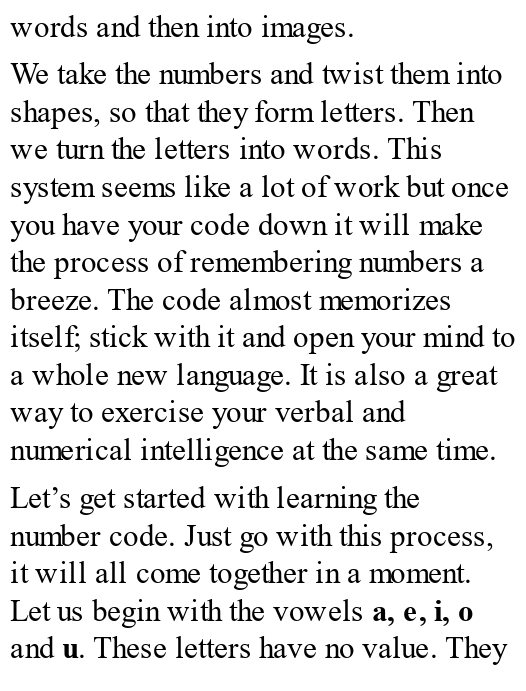 words and then into images.
We take the numbers and twist them into
shapes, so that they form letters. Then
we turn the letters into words. This
system seems like a lot of work but once
you have your code down it will make
the process of remembering numbers a
breeze. The code almost memorizes
itself; stick with it and open your mind to
a whole new language. It is also a great
way to exercise your verbal and
numerical intelligence at the same time.
Let’s get started with learning the
number code. Just go with this process,
it will all come together in a moment.
Let us begin with the vowels a, e, i, o
and u. These letters have no value. They